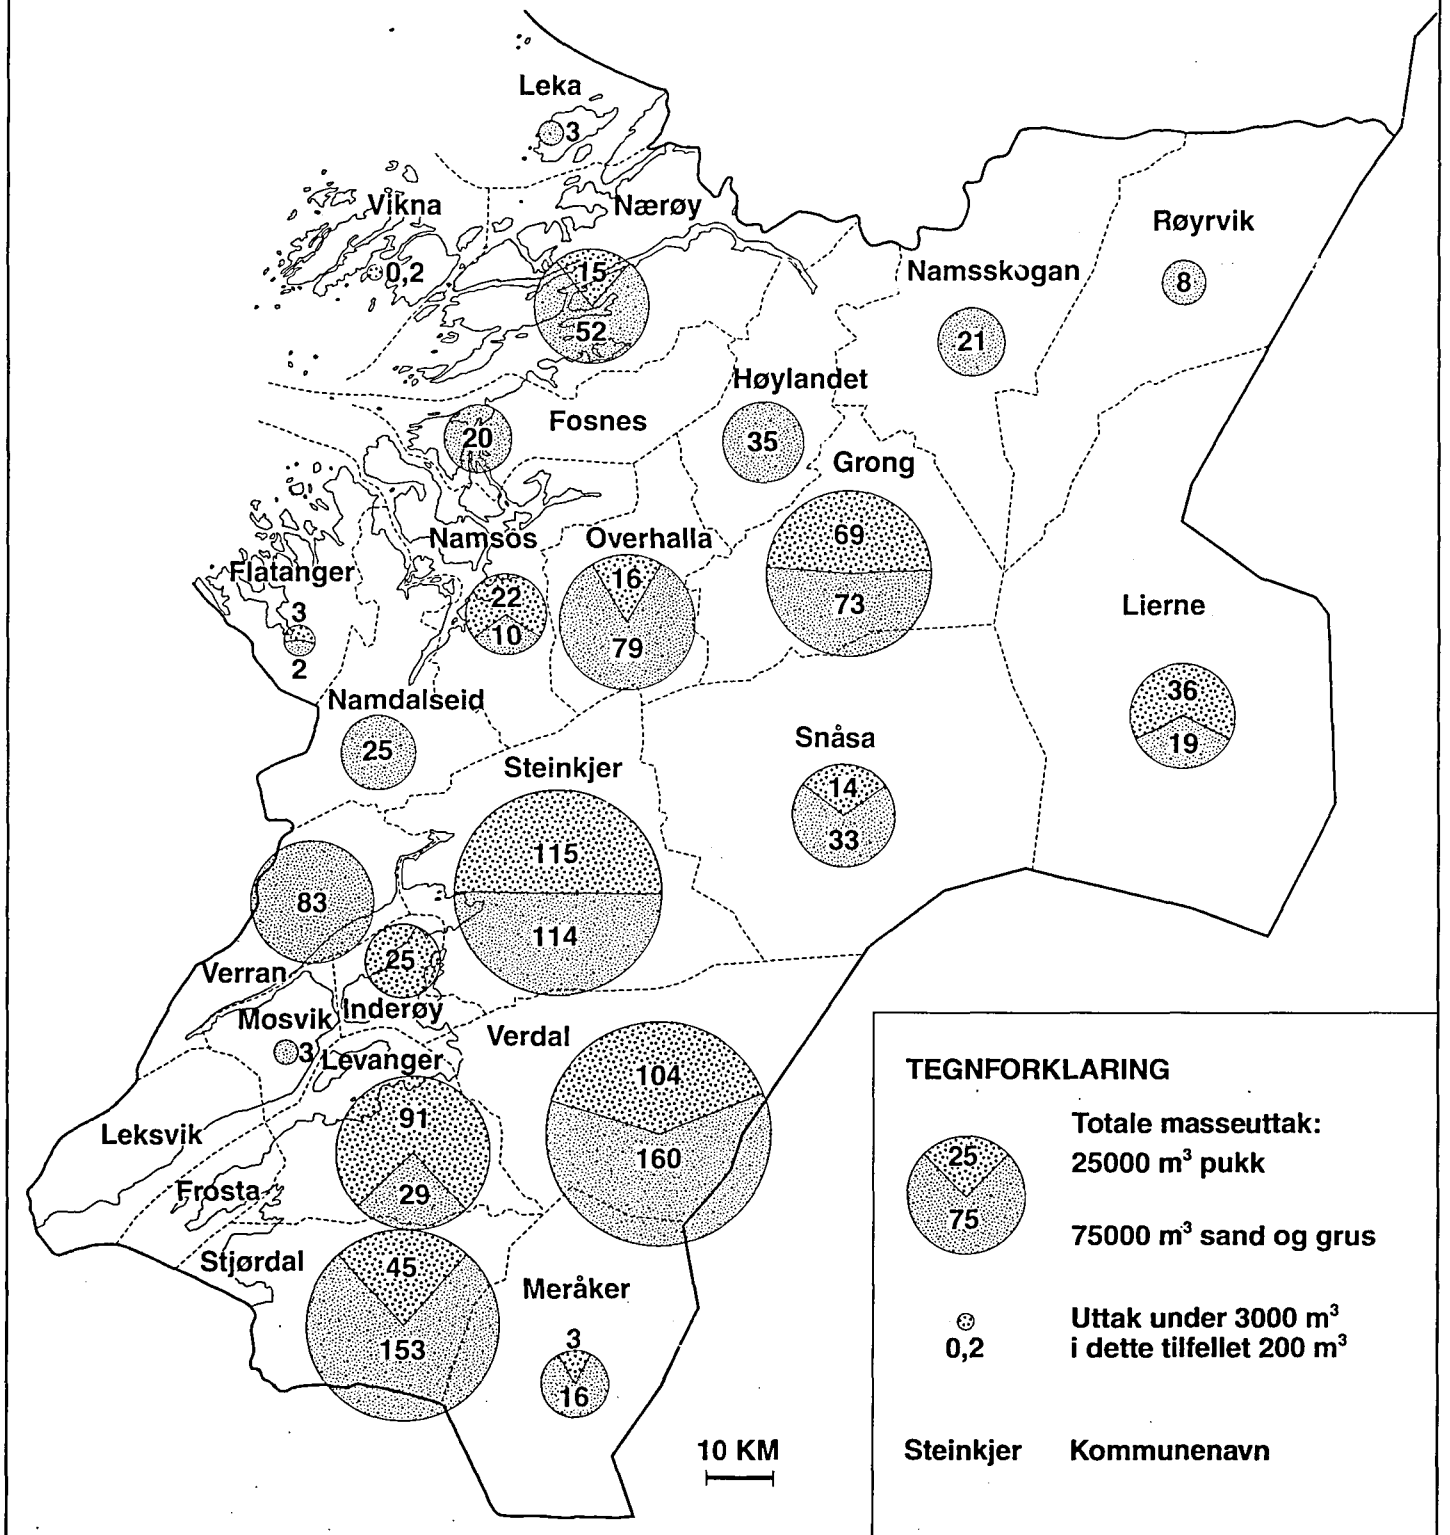 Leka
3
Vikna
Nærøy
0,2
15
52
Røyrvik
8
Namsskogan
21
Høylandet
35
Fosnes
20
Grong
69
73
Namsos
22
10
Overhalla
16
79
Flatanger
3
2
Lierne
36
19
Namdalseid
25
Snåsa
14
33
Steinkjer
115
114
83
Verran
25
Inderøy
Mosvik
3
Levanger
91
29
Verdal
104
160
Leksvik
Frosta
Stjørdal
45
153
Meråker
3
16
10 KM
TEGNFORKLARING
25
75
Totale masseuttak:
25000 m³ pukk
75000 m³ sand og grus
0,2
Uttak under 3000 m³
i dette tilfellet 200 m³
Steinkjer Kommunenavn